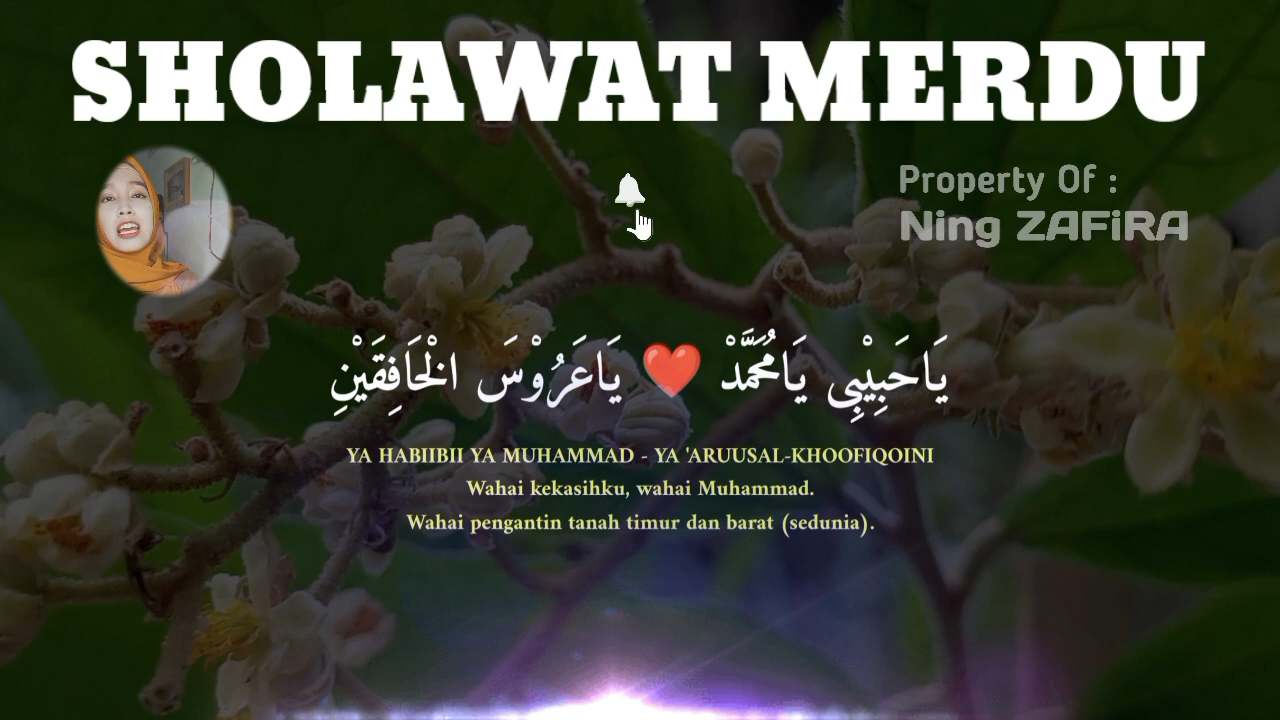 SHOLAWAT MERDU
Property Of :
Ning ZAFiRA
يَاحَبِيْبِى يَامُحَمَّدْ ❤️ يَاعَرُوْسَ الْخَافِقَيْنِ
YA HABIIBII YA MUHAMMAD - YA 'ARUUSAL-KHOOFIQOINI
Wahai kekasihku, wahai Muhammad.
Wahai pengantin tanah timur dan barat (sedunia).